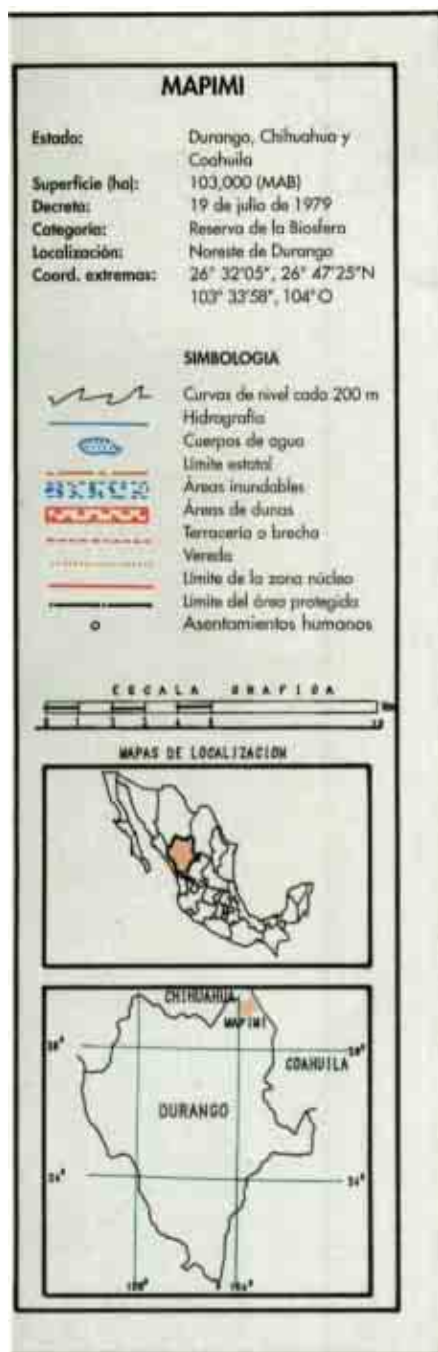 MAPIMI
Estado: Durango, Chihuahua y
Coahuila
Superficie (ha): 103,000 (MAB)
Decreto: 19 de julio de 1979
Categoría: Reserva de la Biosfera
Localización: Noreste de Durango
Coord. extremas: 26° 32'05", 26° 47'25"N
103° 33'58", 104° O
SIMBOLOGIA
Curvas de nivel cada 200 m
Hidrografía
Cuerpos de agua
Límite estatal
Áreas inundables
Áreas de dunas
Terracería o brecha
Vereda
Límite de la zona núcleo
Límite del área protegida
Asentamientos humanos
ESCALA GRAFICA
MAPAS DE LOCALIZACION
CHIHUAHUA
MAPIMI
COAHUILA
DURANGO